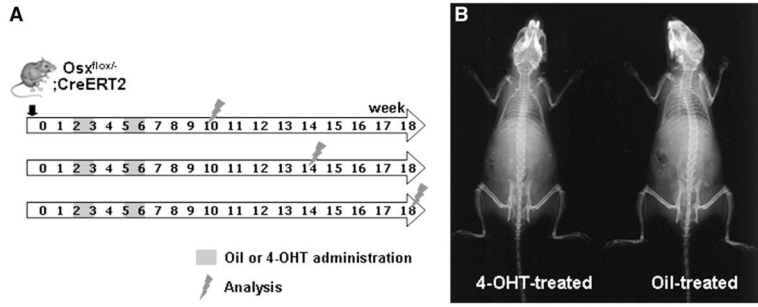 A
Osxflox/-
;CreERT2
week
0 1 2 3 4 5 6 7 8 9 10 11 12 13 14 15 16 17 18
0 1 2 3 4 5 6 7 8 9 10 11 12 13 14 15 16 17 18
0 1 2 3 4 5 6 7 8 9 10 11 12 13 14 15 16 17 18
Oil or 4-OHT administration
Analysis
B
4-OHT-treated
Oil-treated